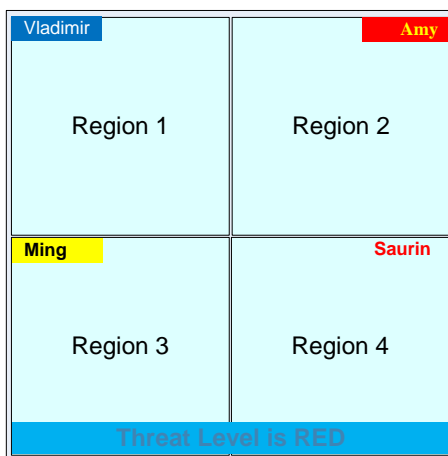 Vladimir
Amy
Region 1
Region 2
Ming
Saurin
Region 3
Region 4
Threat Level is RED